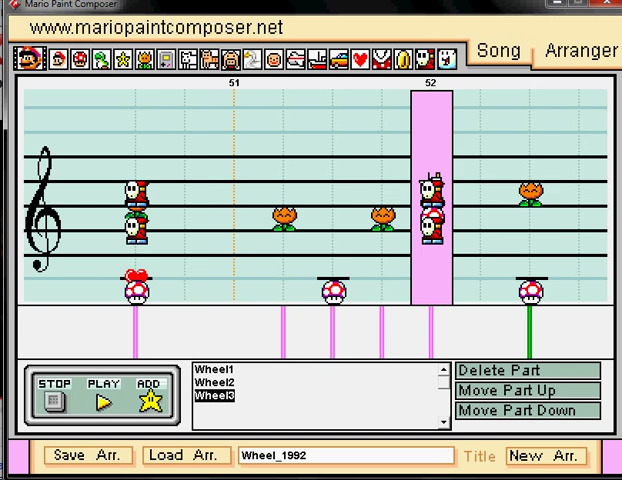 Mario Paint Composer
www.mariopaintcomposer.net
Song
Arranger
51
52
STOP
PLAY
ADD
Wheel1
Wheel2
Wheel3
Delete Part
Move Part Up
Move Part Down
Save Arr.
Load Arr.
Wheel_1992
Title
New Arr.